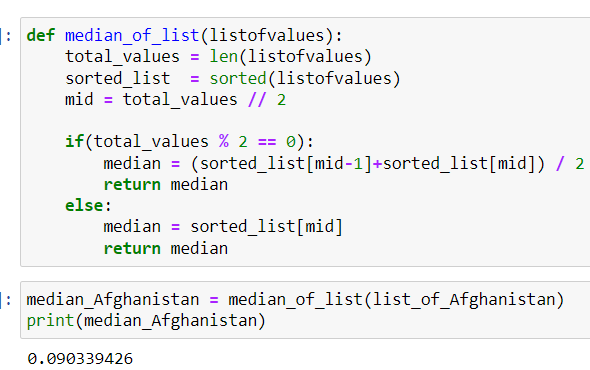 ]: def median_of_list(listofvalues):
    total_values = len(listofvalues)
    sorted_list  = sorted(listofvalues)
    mid = total_values // 2

    if(total_values % 2 == 0):
        median = (sorted_list[mid-1]+sorted_list[mid]) / 2
        return median
    else:
        median = sorted_list[mid]
        return median
]: median_Afghanistan = median_of_list(list_of_Afghanistan)
print(median_Afghanistan)
0.090339426